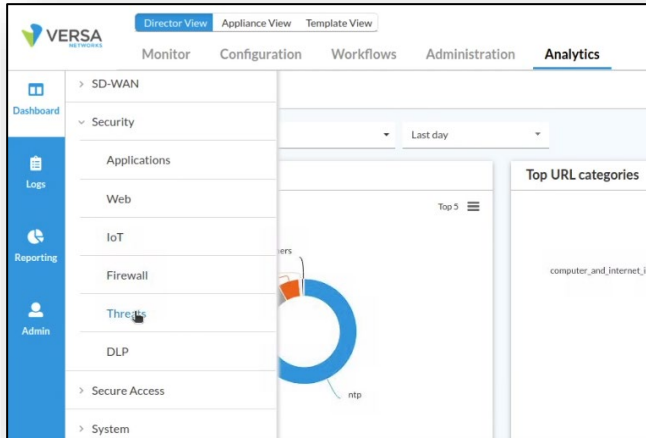 VERSA
NETWORKS
Director View Appliance View Template View
Monitor Configuration Workflows Administration Analytics
Dashboard
Logs
Reporting
Admin
SD-WAN
Security
Applications
Web
IoT
Firewall
Threats
DLP
Secure Access
System
Last day
Top 5
ers
ntp
Top URL categories
computer_and_internet_i